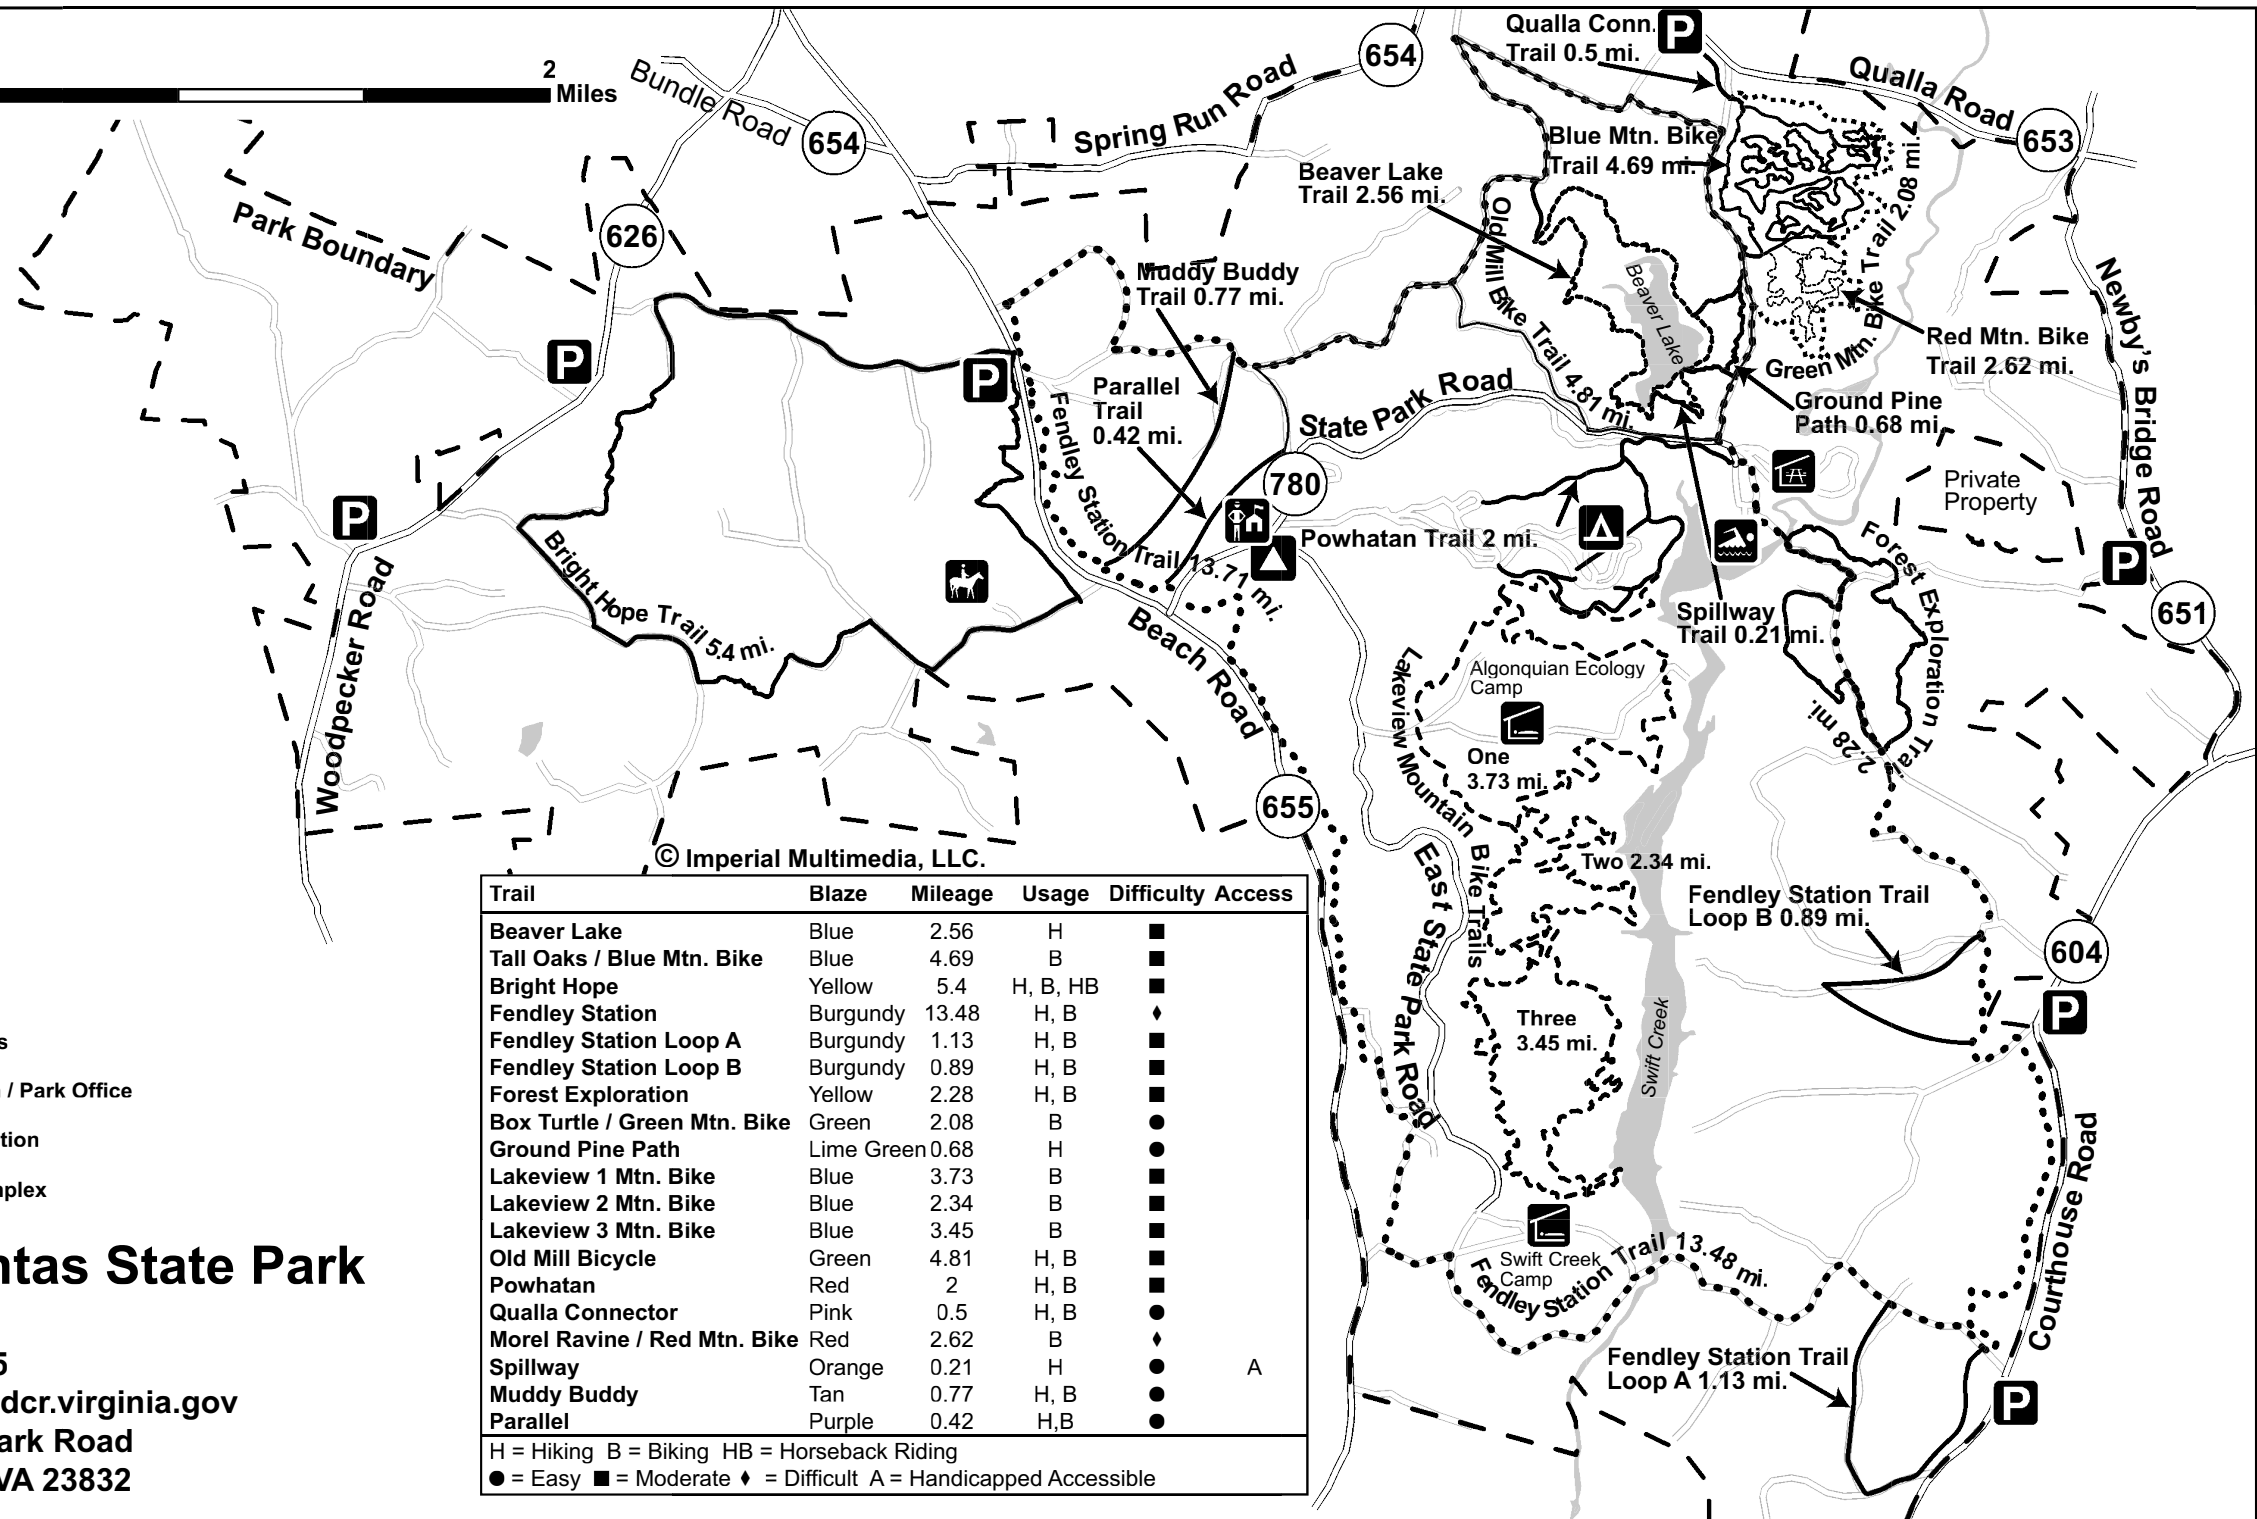 2
Miles
Bundle Road
654
Spring Run Road
654
Qualla Conn.
Trail 0.5 mi.
P
Qualla Road
653
Blue Mtn. Bike
Trail 4.69 mi.
Beaver Lake
Trail 2.56 mi.
Green Mtn. Bike Trail 2.08 mi.
Park Boundary
626
Old Mill Bike Trail 4.81 mi.
Beaver Lake
Muddy Buddy
Trail 0.77 mi.
Newby's Bridge Road
Red Mtn. Bike
Trail 2.62 mi.
P
P
Parallel
Trail
0.42 mi.
State Park Road
Ground Pine
Path 0.68 mi.
Fendley Station Trail 13.71 mi.
780
Private
Property
P
Powhatan Trail 2 mi.
Forest Exploration Trail
2.28 mi.
P
651
Bright Hope Trail 5.4 mi.
Woodpecker Road
Beach Road
Spillway
Trail 0.21 mi.
Algonquian Ecology
Camp
Lakeview Mountain Bike Trails
One
3.73 mi.
655
Two 2.34 mi.
East State Park Road
Fendley Station Trail
Loop B 0.89 mi.
604
P
Three
3.45 mi.
Swift Creek
Courthouse Road
Swift Creek
Camp
Fendley Station Trail 13.48 mi.
Fendley Station Trail
Loop A 1.13 mi.
P
© Imperial Multimedia, LLC.
Trail Blaze Mileage Usage Difficulty Access
Beaver Lake Blue 2.56 H ■
Tall Oaks / Blue Mtn. Bike Blue 4.69 B ■
Bright Hope Yellow 5.4 H, B, HB ■
Fendley Station Burgundy 13.48 H, B ♦
Fendley Station Loop A Burgundy 1.13 H, B ■
Fendley Station Loop B Burgundy 0.89 H, B ■
Forest Exploration Yellow 2.28 H, B ■
Box Turtle / Green Mtn. Bike Green 2.08 B ●
Ground Pine Path Lime Green 0.68 H ●
Lakeview 1 Mtn. Bike Blue 3.73 B ■
Lakeview 2 Mtn. Bike Blue 2.34 B ■
Lakeview 3 Mtn. Bike Blue 3.45 B ■
Old Mill Bicycle Green 4.81 H, B ■
Powhatan Red 2 H, B ■
Qualla Connector Pink 0.5 H, B ●
Morel Ravine / Red Mtn. Bike Red 2.62 B ♦
Spillway Orange 0.21 H ● A
Muddy Buddy Tan 0.77 H, B ●
Parallel Purple 0.42 H,B ●
H = Hiking B = Biking HB = Horseback Riding
● = Easy ■ = Moderate ♦ = Difficult A = Handicapped Accessible
s
/ Park Office
tion
nplex
ntas State Park
5
dcr.virginia.gov
ark Road
VA 23832